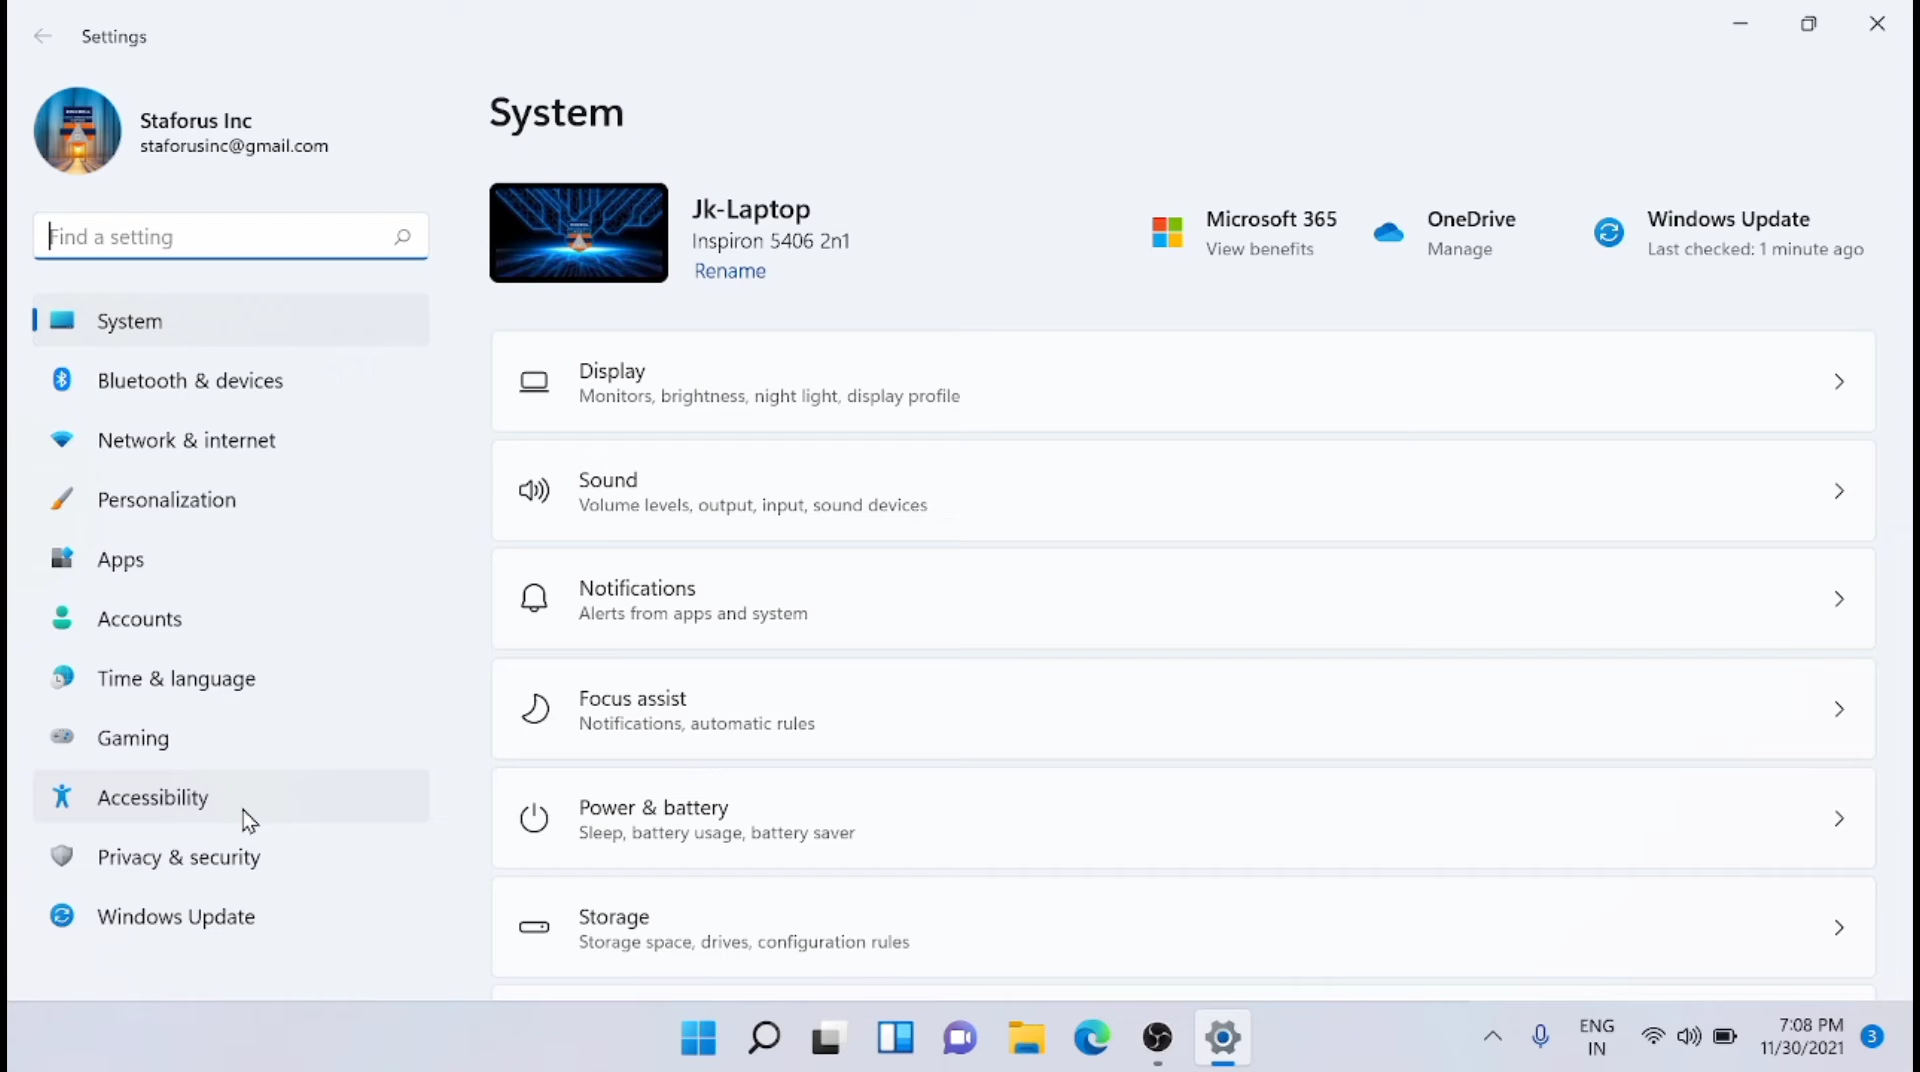 Settings
Staforus Inc
staforusinc@gmail.com
Find a setting
System
Bluetooth & devices
Network & internet
Personalization
Apps
Accounts
Time & language
Gaming
Accessibility
Privacy & security
Windows Update
System
Jk-Laptop
Inspiron 5406 2n1
Rename
Microsoft 365
View benefits
OneDrive
Manage
Windows Update
Last checked: 1 minute ago
Display
Monitors, brightness, night light, display profile
Sound
Volume levels, output, input, sound devices
Notifications
Alerts from apps and system
Focus assist
Notifications, automatic rules
Power & battery
Sleep, battery usage, battery saver
Storage
Storage space, drives, configuration rules
ENG
IN
7:08 PM
11/30/2021
3